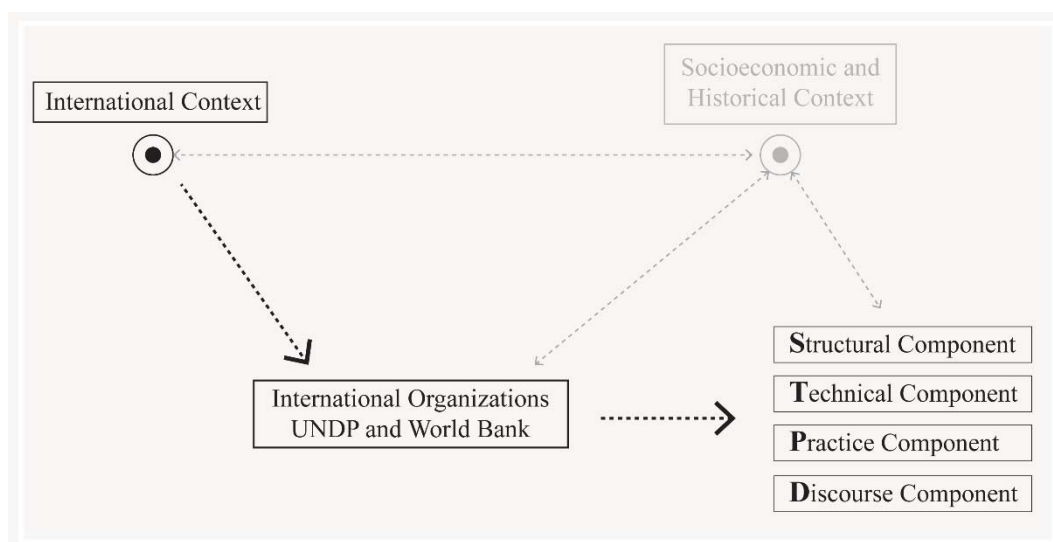 Socioeconomic and
Historical Context
International Context
International Organizations
UNDP and World Bank
Structural Component
Technical Component
Practice Component
Discourse Component